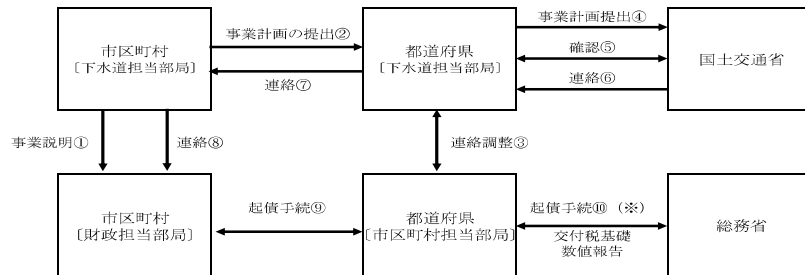 市区町村
〔下水道担当部局〕
事業計画の提出②
連絡⑦
都道府県
〔下水道担当部局〕
事業計画提出④
確認⑤
連絡⑥
国土交通省
事業説明①
連絡⑧
連絡調整③
市区町村
〔財政担当部局〕
起債手続⑨
都道府県
〔市区町村担当部局〕
起債手続⑩ (※)
交付税基礎
数値報告
総務省